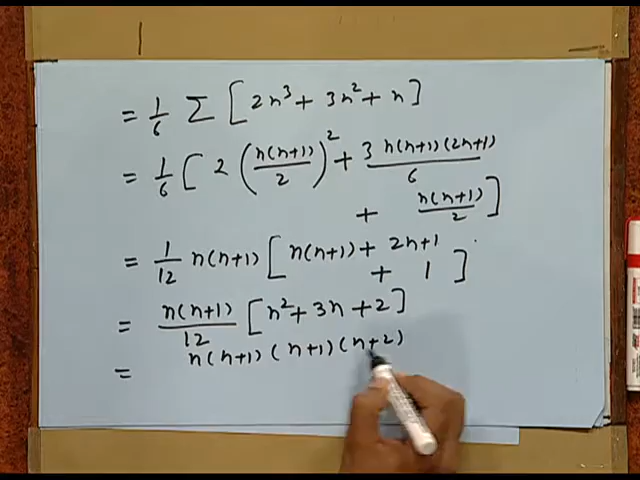 = 1/6 Σ [ 2n³ + 3n² + n ]
= 1/6 [ 2 ( n(n+1)/2 )² + 3 n(n+1)(2n+1)/6
+ n(n+1)/2 ]
= 1/12 n(n+1) [ n(n+1) + 2n+1
+ 1 ]
= n(n+1)/12 [ n² + 3n + 2 ]
= n(n+1) (n+1) (n+2)